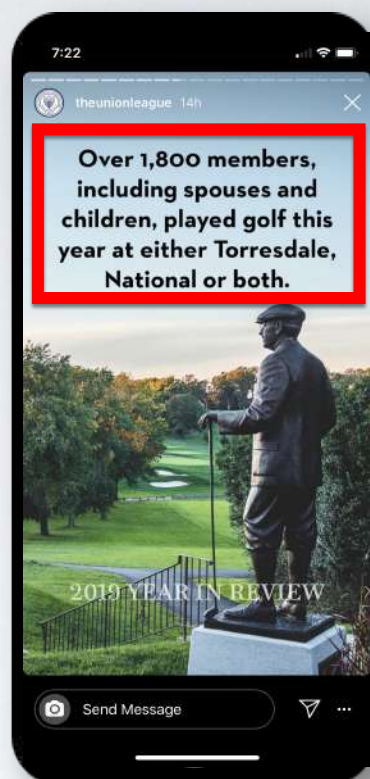 7:22
theunionleague 14h
Over 1,800 members,
including spouses and
children, played golf this
year at either Torresdale,
National or both.
2019 YEAR IN REVIEW
Send Message